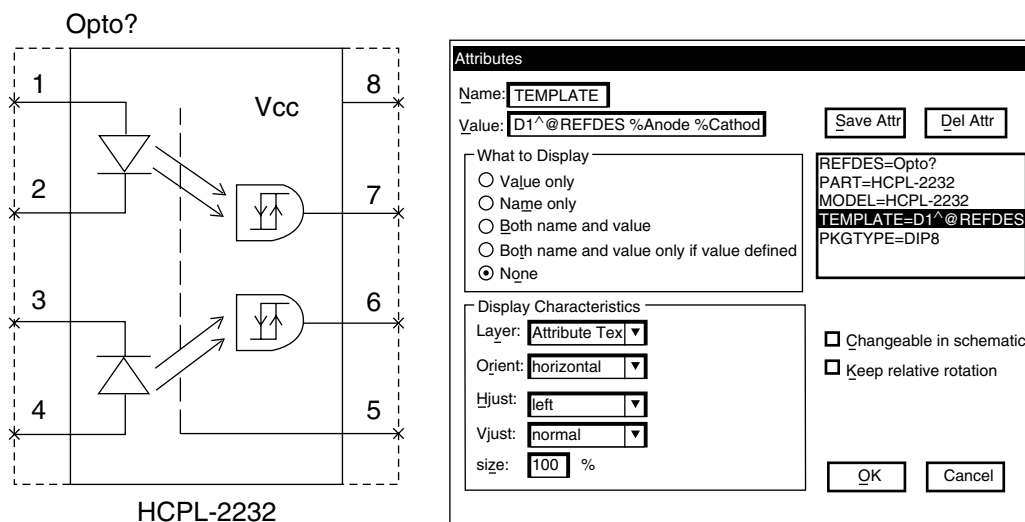 Opto?
1
8
Vcc
2
7
3
6
4
5
HCPL-2232
Attributes
Name: TEMPLATE
Value: D1^@REFDES %Anode %Cathod
Save Attr
Del Attr
What to Display
Value only
Name only
Both name and value
Both name and value only if value defined
None
REFDES=Opto?
PART=HCPL-2232
MODEL=HCPL-2232
TEMPLATE=D1^@REFDES
PKGTYPE=DIP8
Display Characteristics
Layer: Attribute Tex
Orient: horizontal
Hjust: left
Vjust: normal
size: 100 %
Changeable in schematic
Keep relative rotation
OK
Cancel